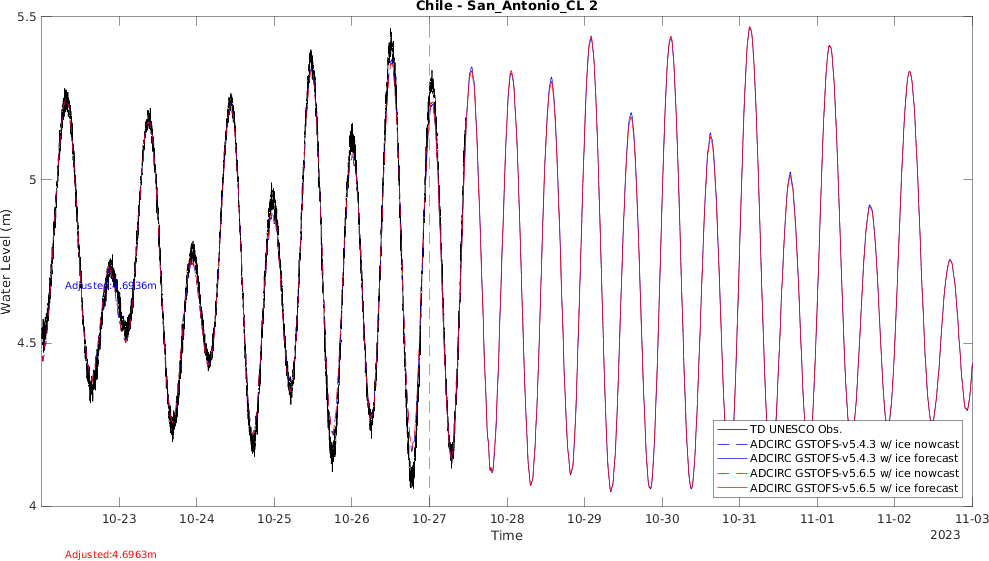 Chile - San_Antonio_CL 2
5.5
5
4.5
4
Water Level (m)
Adjusted:4.6936m
TD UNESCO Obs.
ADCIRC GSTOFS-v5.4.3 w/ ice nowcast
ADCIRC GSTOFS-v5.4.3 w/ ice forecast
ADCIRC GSTOFS-v5.6.5 w/ ice nowcast
ADCIRC GSTOFS-v5.6.5 w/ ice forecast
10-23 10-24 10-25 10-26 10-27 10-28 10-29 10-30 10-31 11-01 11-02 11-03
Time
2023
Adjusted:4.6963m